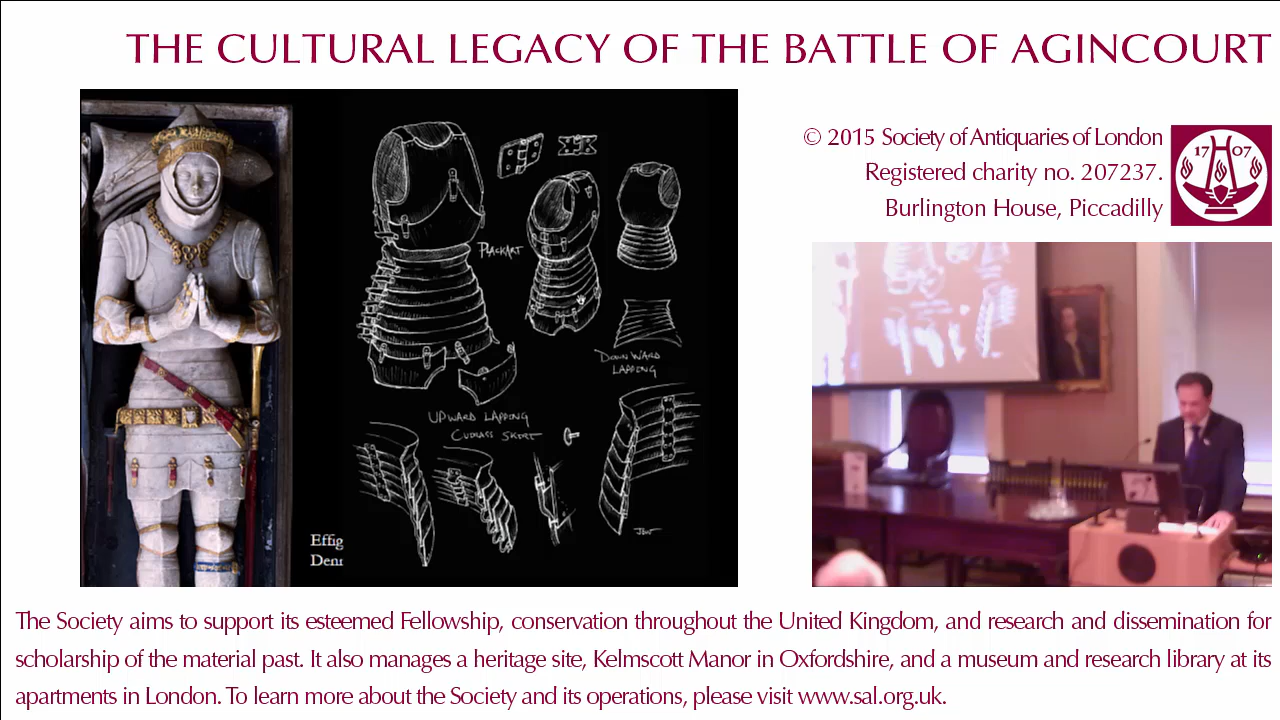 THE CULTURAL LEGACY OF THE BATTLE OF AGINCOURT
© 2015 Society of Antiquaries of London
Registered charity no. 207237.
Burlington House, Piccadilly
17 07
PLACKART
DOWNWARD
LAPPING
UPWARD LAPPING
CUIRASS SKIRT
Effig
Den
The Society aims to support its esteemed Fellowship, conservation throughout the United Kingdom, and research and dissemination for
scholarship of the material past. It also manages a heritage site, Kelmscott Manor in Oxfordshire, and a museum and research library at its
apartments in London. To learn more about the Society and its operations, please visit www.sal.org.uk.